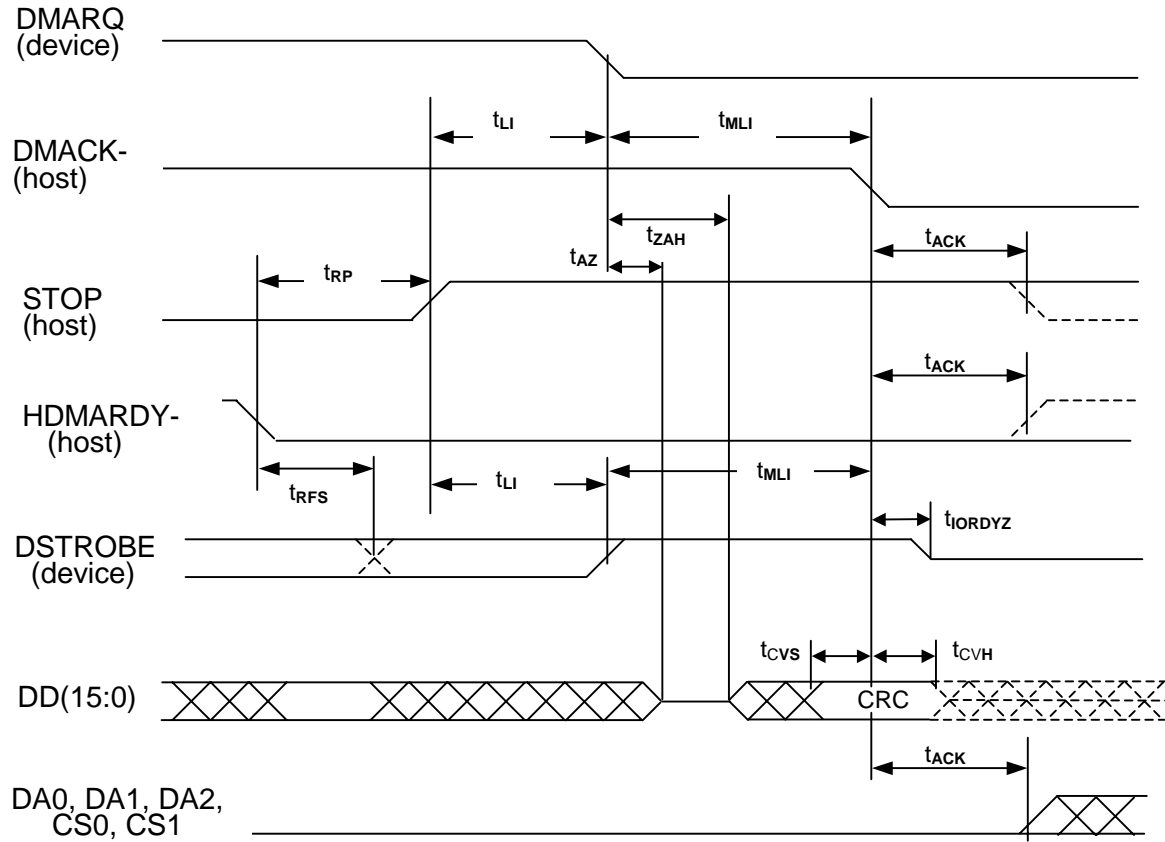 DMARQ
(device)
tLI
tMLI
DMACK-
(host)
tZAH
tACK
tAZ
tRP
STOP
(host)
tACK
HDMARDY-
(host)
tLI
tMLI
tRFS
tIORDYZ
DSTROBE
(device)
tCVS
tCVH
DD(15:0)
CRC
tACK
DA0, DA1, DA2,
CS0, CS1